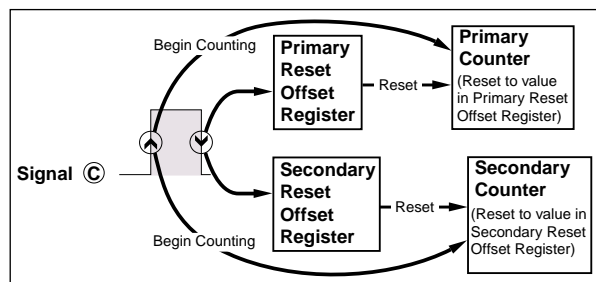 Begin Counting
Primary
Reset
Offset
Register
Reset
Primary
Counter
(Reset to value
in Primary Reset
Offset Register)
Signal C
Secondary
Reset
Offset
Register
Reset
Secondary
Counter
(Reset to value in
Secondary Reset
Offset Register)
Begin Counting